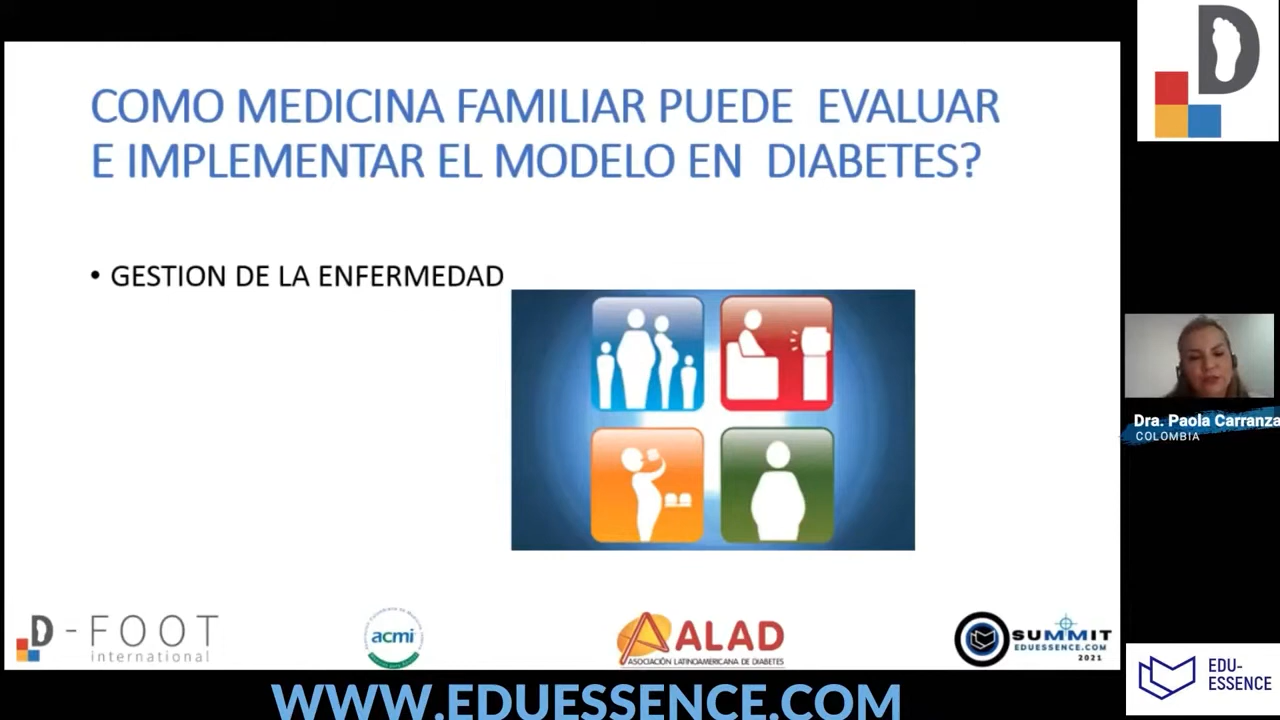 COMO MEDICINA FAMILIAR PUEDE EVALUAR
E IMPLEMENTAR EL MODELO EN DIABETES?
• GESTION DE LA ENFERMEDAD
D
Dra. Paola Carranza
COLOMBIA
D-FOOT
international
acmi
ALAD
ASOCIACIÓN LATINOAMERICANA DE DIABETES
SUMMIT
EDUESSENCE.COM
2021
EDU-
ESSENCE
WWW.EDUESSENCE.COM